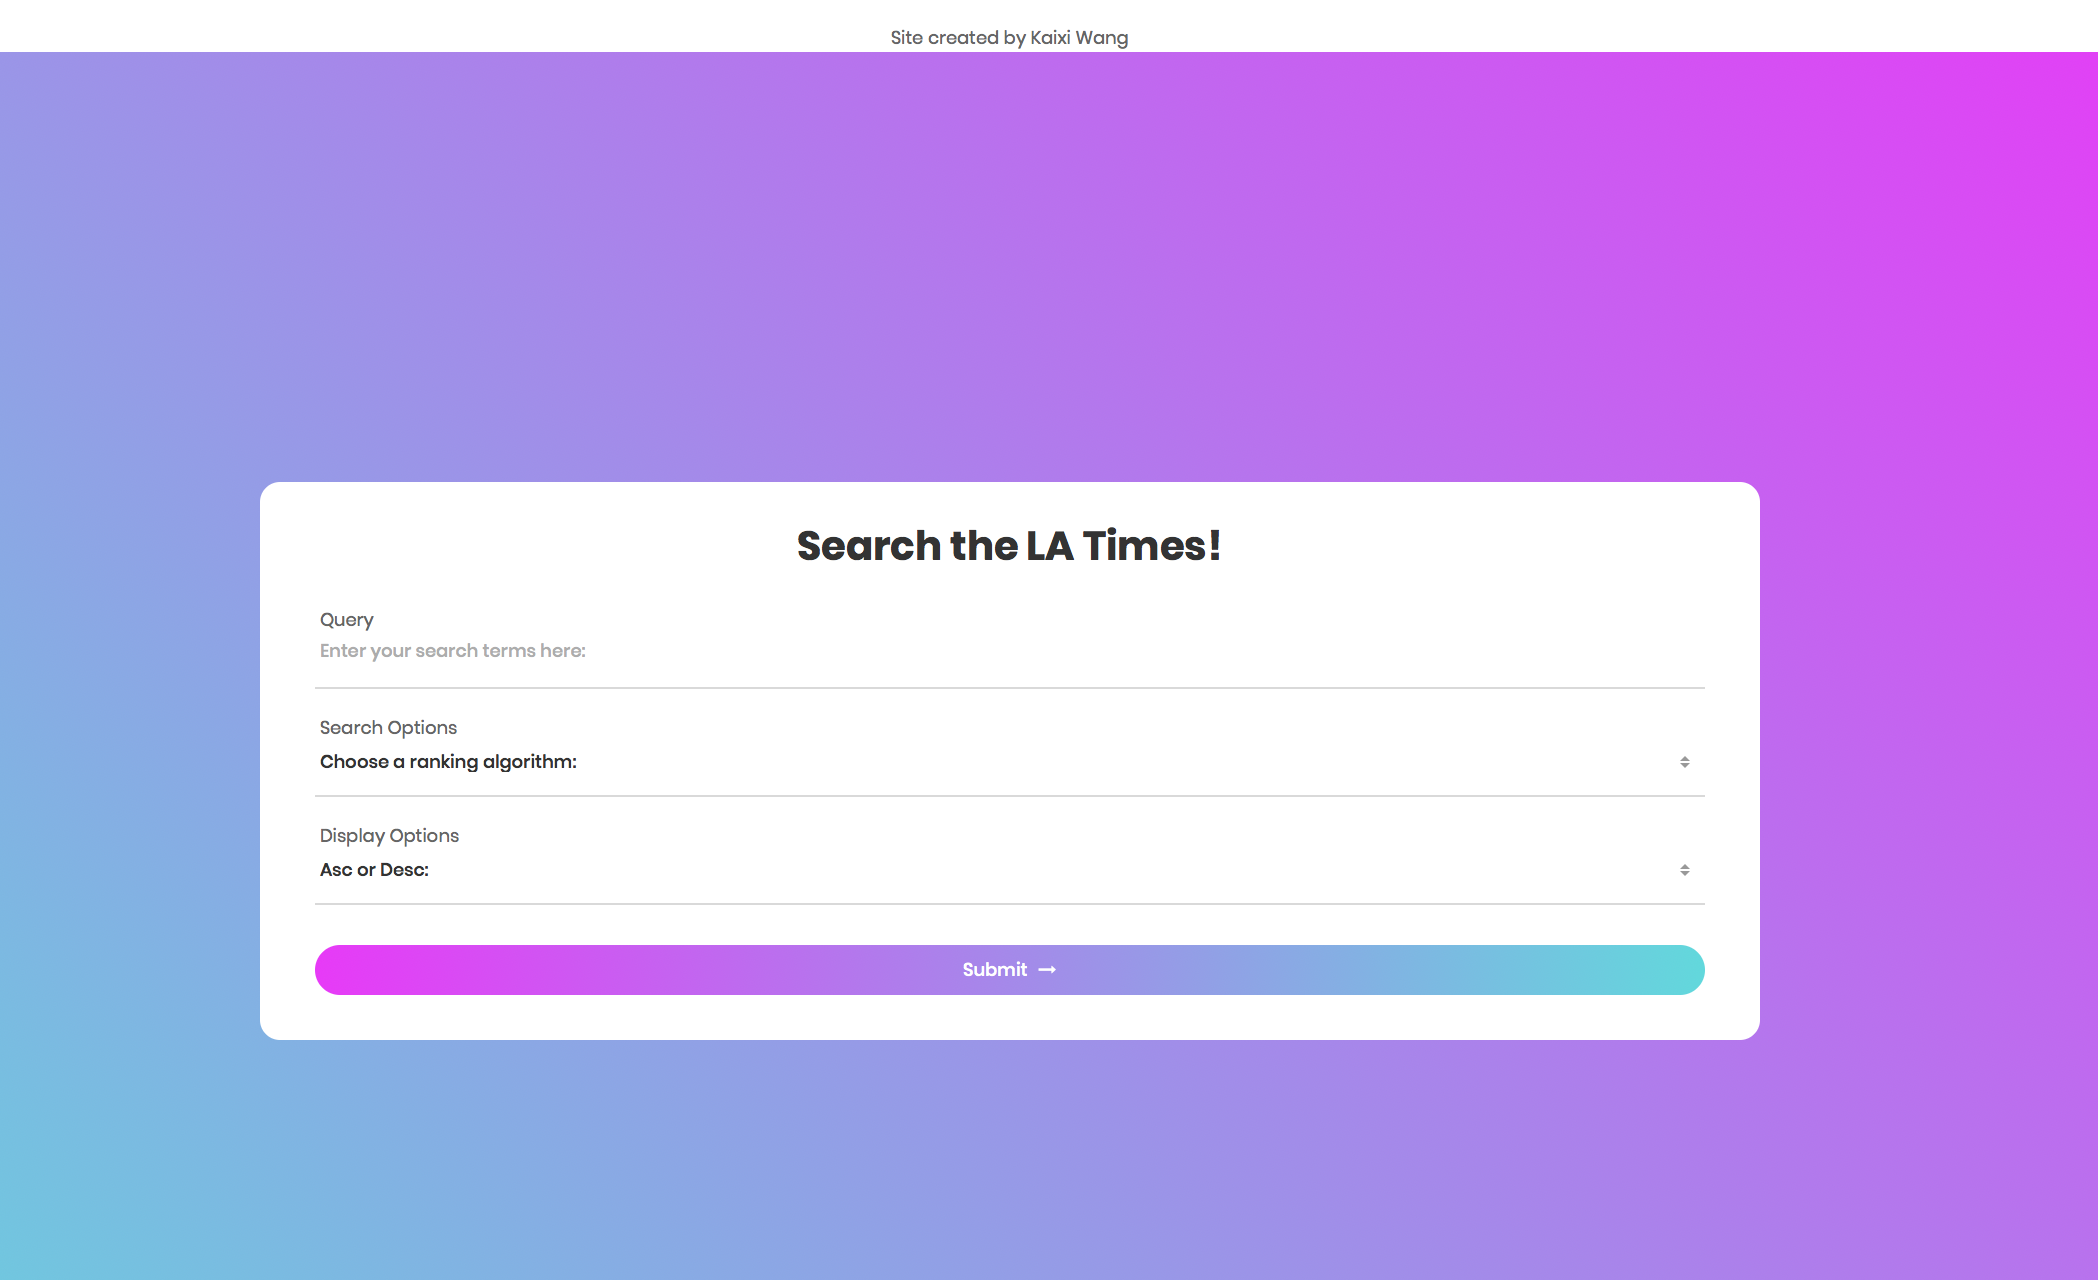 Site created by Kaixi Wang
Search the LA Times!
Query
Enter your search terms here:
Search Options
Choose a ranking algorithm:
Display Options
Asc or Desc:
Submit